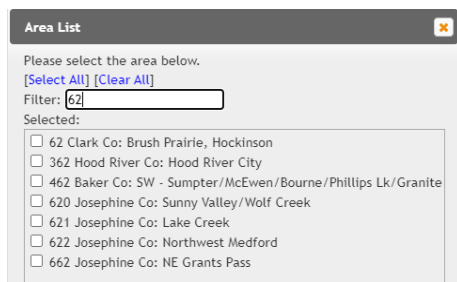 Area List
Please select the area below.
[Select All] [Clear All]
Filter: 62
Selected:
62 Clark Co: Brush Prairie, Hockinson
362 Hood River Co: Hood River City
462 Baker Co: SW - Sumpter/McEwen/Bourne/Phillips Lk/Granite
620 Josephine Co: Sunny Valley/Wolf Creek
621 Josephine Co: Lake Creek
622 Josephine Co: Northwest Medford
662 Josephine Co: NE Grants Pass